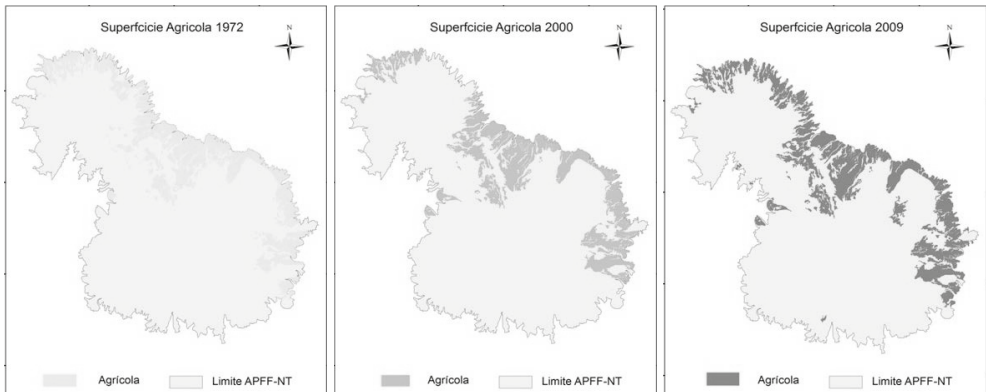 Superfcicie Agricola 1972
N
Agrícola
Limite APFF-NT
Superfcicie Agricola 2000
N
Agrícola
Limite APFF-NT
Superfcicie Agricola 2009
N
Agrícola
Limite APFF-NT